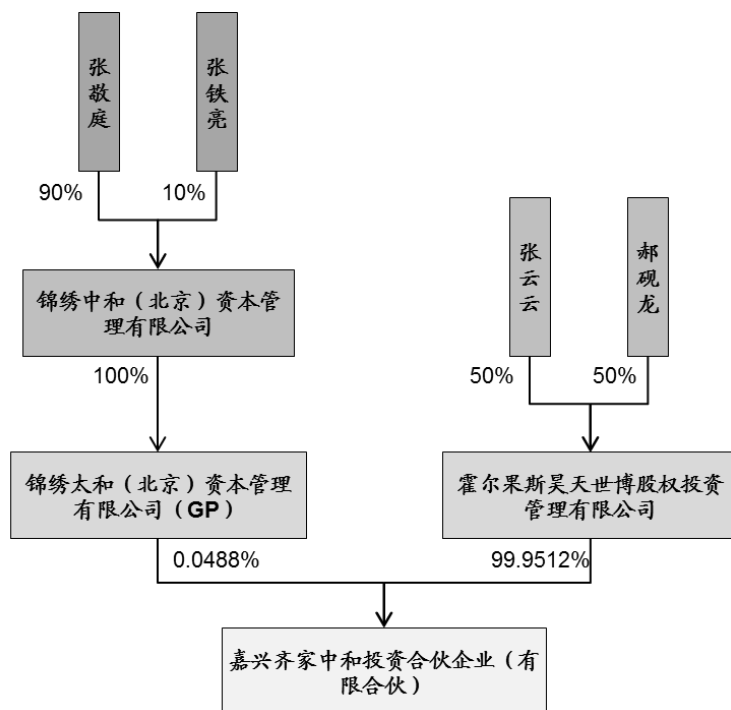 张敬庭
张铁亮
90%
10%
锦绣中和（北京）资本管
理有限公司
张云云
郝砚龙
100%
50%
50%
锦绣太和（北京）资本管理
有限公司（GP）
霍尔果斯昊天世博股权投资
管理有限公司
0.0488%
99.9512%
嘉兴齐家中和投资合伙企业（有
限合伙）